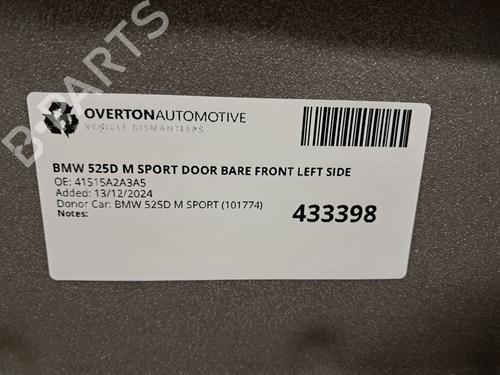 B-PARTS
OVERTONAUTOMOTIVE
VEHICLE DISMANTLERS
BMW 525D M SPORT DOOR BARE FRONT LEFT SIDE
OE: 41515A2A3A5
Added: 13/12/2024
Donor Car: BMW 525D M SPORT (101774)
Notes:
433398